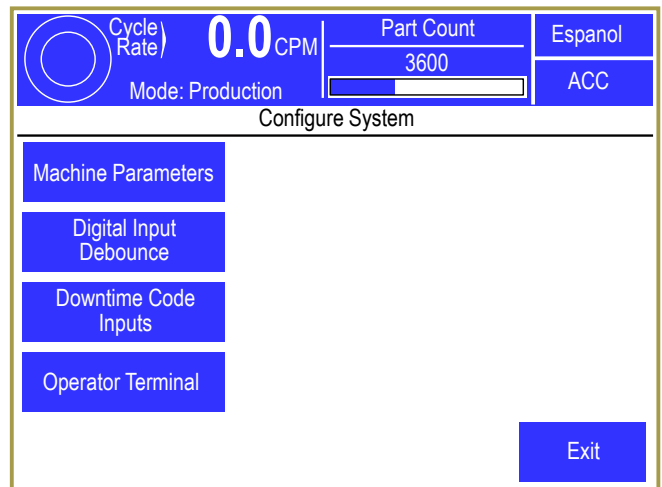 Cycle
Rate
0.0 CPM
Mode: Production
Part Count
3600
Espanol
ACC
Configure System
Machine Parameters
Digital Input
Debounce
Downtime Code
Inputs
Operator Terminal
Exit